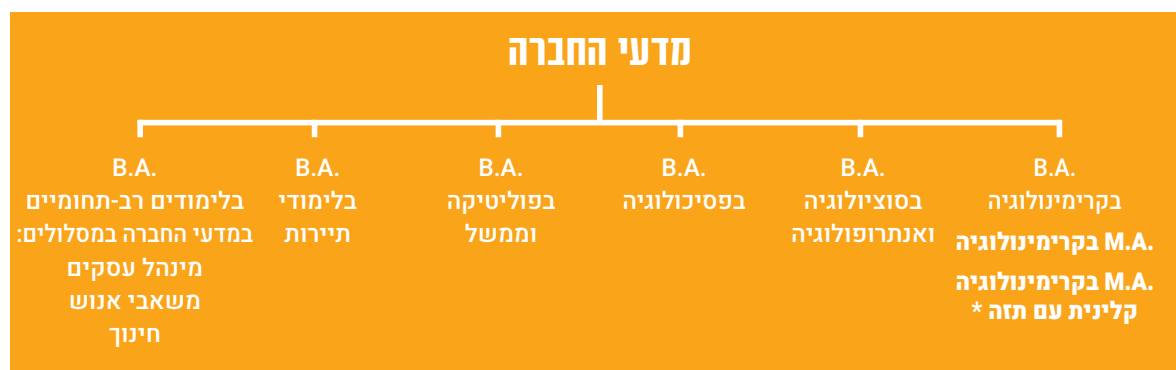 מדעי החברה
B.A.
בקרימינולוגיה
M.A. בקרימינולוגיה
M.A. בקרימינולוגיה
קלינית עם תזה *
B.A.
בסוציולוגיה
ואנתרופולוגיה
B.A.
בפסיכולוגיה
B.A.
בפוליטיקה
וממשל
B.A.
בלימודי
תיירות
B.A.
בלימודים רב-תחומיים
במדעי החברה במסלולים:
מינהל עסקים
משאבי אנוש
חינוך